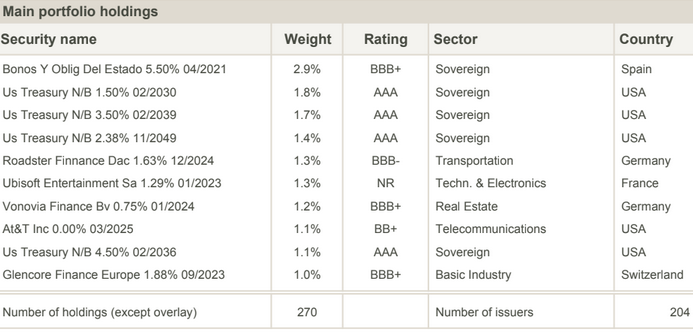 Main portfolio holdings
Security name Weight Rating Sector Country
Bonos Y Oblig Del Estado 5.50% 04/2021 2.9% BBB+ Sovereign Spain
Us Treasury N/B 1.50% 02/2030 1.8% AAA Sovereign USA
Us Treasury N/B 3.50% 02/2039 1.7% AAA Sovereign USA
Us Treasury N/B 2.38% 11/2049 1.4% AAA Sovereign USA
Roadster Finnance Dac 1.63% 12/2024 1.3% BBB- Transportation Germany
Ubisoft Entertainment Sa 1.29% 01/2023 1.3% NR Techn. & Electronics France
Vonovia Finance Bv 0.75% 01/2024 1.2% BBB+ Real Estate Germany
At&T Inc 0.00% 03/2025 1.1% BB+ Telecommunications USA
Us Treasury N/B 4.50% 02/2036 1.1% AAA Sovereign USA
Glencore Finance Europe 1.88% 09/2023 1.0% BBB+ Basic Industry Switzerland
Number of holdings (except overlay) 270 Number of issuers 204